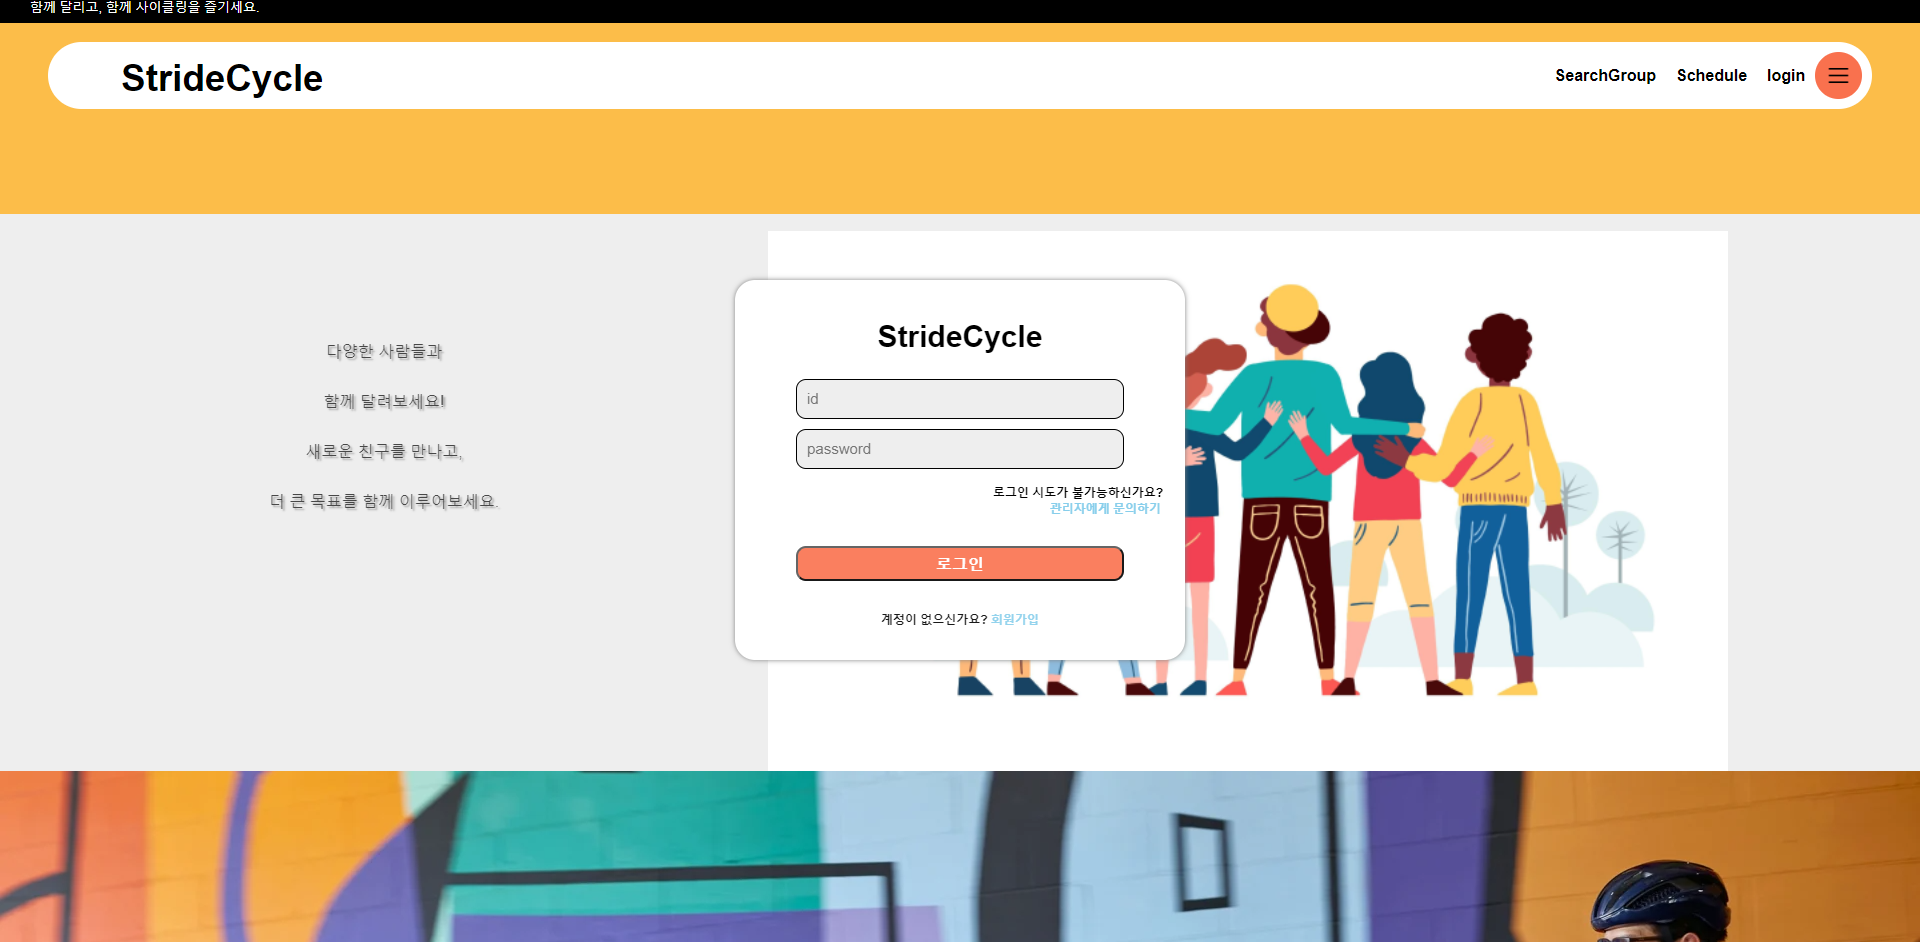 함께 달리고, 함께 사이클링을 즐기세요.
StrideCycle
SearchGroup Schedule login
다양한 사람들과
함께 달려보세요!
새로운 친구를 만나고,
더 큰 목표를 함께 이루어보세요.
StrideCycle
id
password
로그인 시도가 불가능하신가요?
관리자에게 문의하기
로그인
계정이 없으신가요? 회원가입